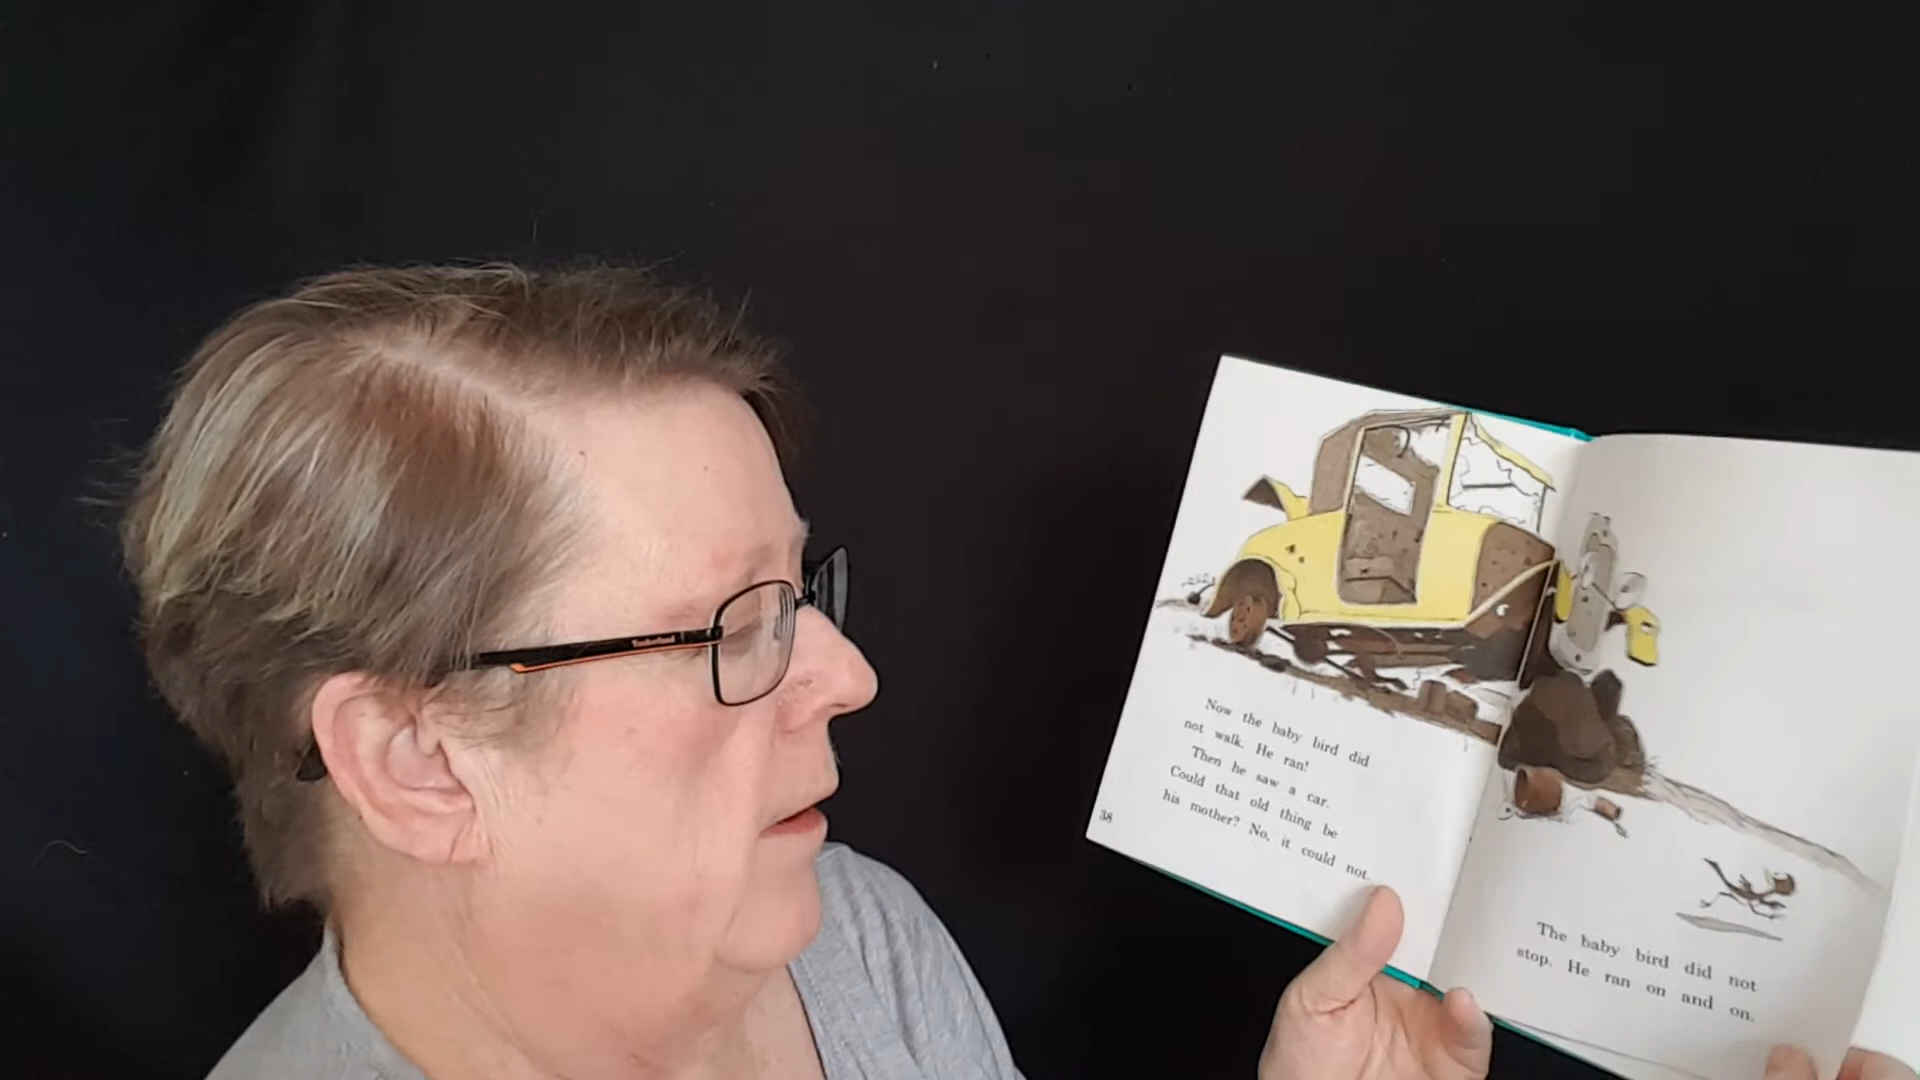 Timberland
Now the baby bird did
not walk. He ran!
Then he saw a car.
Could that old thing be
his mother? No, it could not.
38
The baby bird did not
stop. He ran on and on.